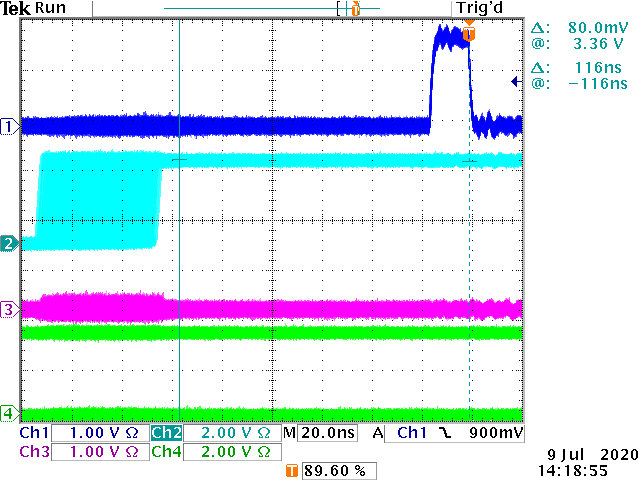 Tek Run Trig'd
Δ: 80.0mV
@: 3.36 V
Δ: 116ns
@: −116ns
1
T
2
3
4
Ch1 1.00 V Ω Ch2 2.00 V Ω M 20.0ns A Ch1 900mV
Ch3 1.00 V Ω Ch4 2.00 V Ω
T 89.60 %
9 Jul 2020
14:18:55